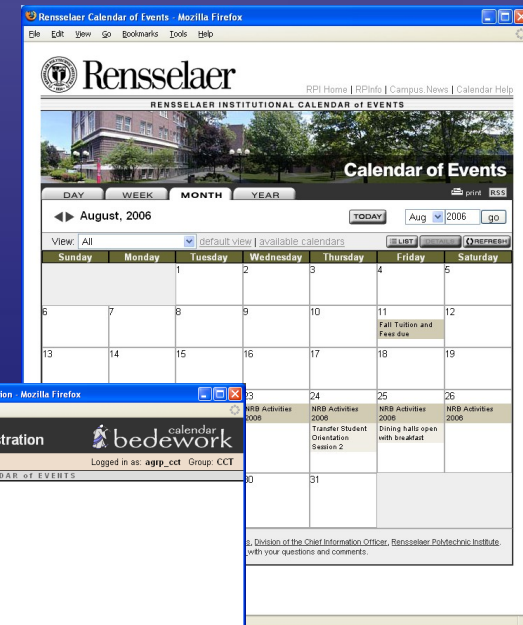 Rensselaer Calendar of Events - Mozilla Firefox
File Edit View Go Bookmarks Tools Help
Rensselaer
RPI Home | RPInfo | Campus News | Calendar Help
RENSSELAER INSTITUTIONAL CALENDAR of EVENTS
Calendar of Events
DAY WEEK MONTH YEAR print RSS
August, 2006 TODAY Aug 2006 go
View: All default view | available calendars LIST DETAILS REFRESH
Sunday Monday Tuesday Wednesday Thursday Friday Saturday
1 2 3 4 5
6 7 8 9 10 11 12
Fall Tuition and
Fees due
13 14 15 16 17 18 19
23 24 25 26
NRB Activities 2006 NRB Activities 2006 NRB Activities 2006 NRB Activities 2006
Transfer Student Orientation Session 2 Dining halls open with breakfast
30 31
Division of the Chief Information Officer, Rensselaer Polytechnic Institute.
with your questions and comments.
tion - Mozilla Firefox
stration
calendar
bedework
Logged in as: agrp_cct Group: CCT
DAR of EVENTS